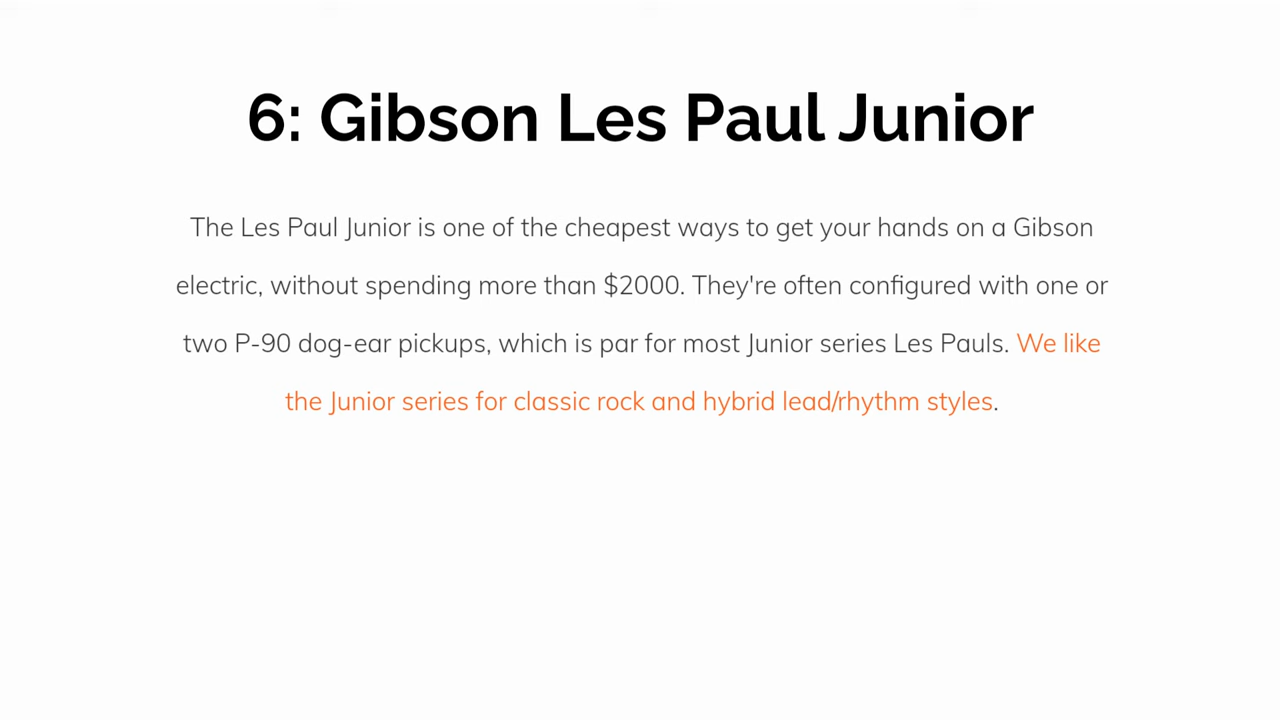 6: Gibson Les Paul Junior
The Les Paul Junior is one of the cheapest ways to get your hands on a Gibson
electric, without spending more than $2000. They're often configured with one or
two P-90 dog-ear pickups, which is par for most Junior series Les Pauls. We like
the Junior series for classic rock and hybrid lead/rhythm styles.